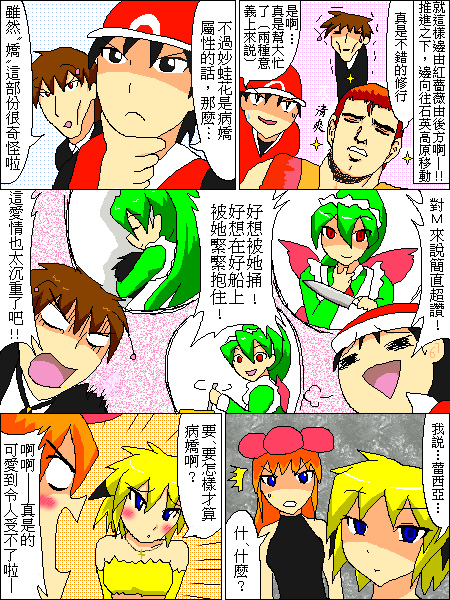 就這樣邊由紅薔薇由後方啊—!!
推進之下，邊向往石英高原移動
真是不錯的修行
清爽
是啊…
真是幫大忙
了（兩種意
義上來說）
不過妙蛙花是病嬌
屬性的話，那麼…
雖然〝嬌〞這部份很奇怪啦
對M來說簡直超讚！
好想被她捅！
好想在好船上
被她緊緊抱住！
這愛情也太沉重了吧!!
我說…蕾西亞…
什、什麼？
要、要怎樣才算
病嬌啊？
啊啊，真是的
可愛到令人受不了啦—